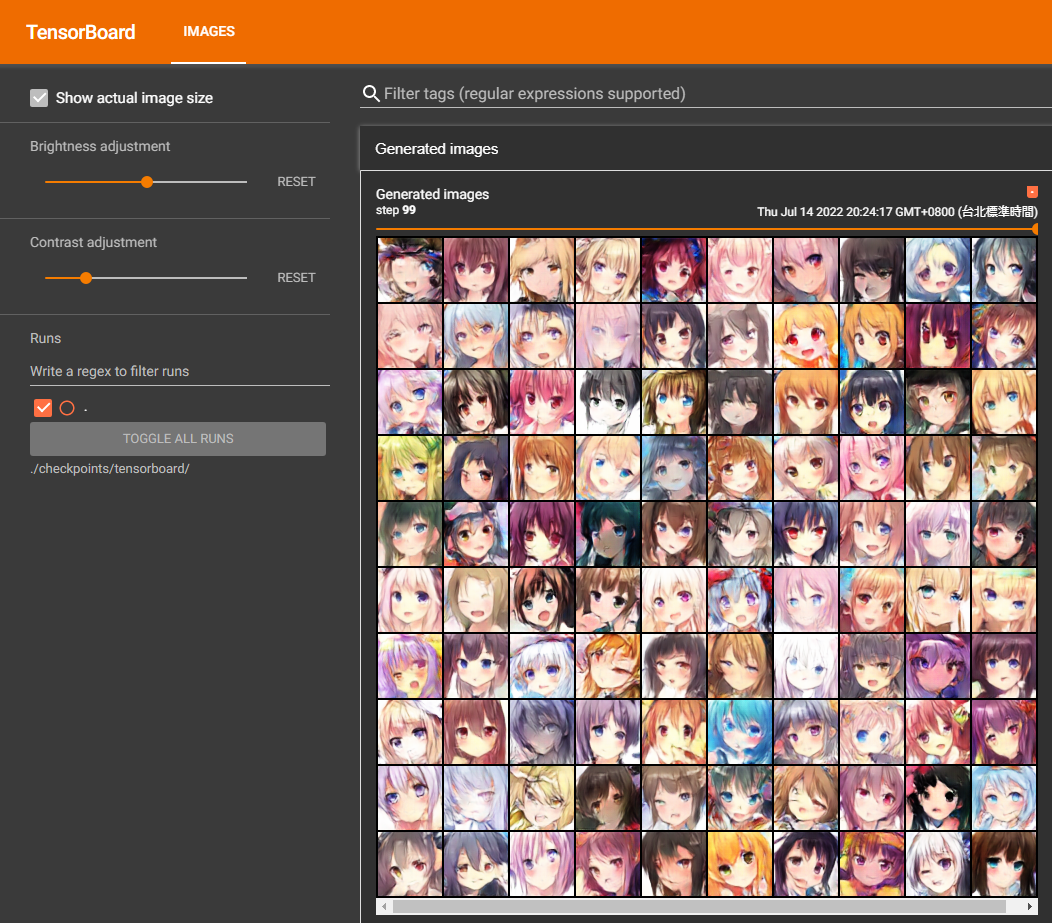 TensorBoard
IMAGES
Show actual image size
Filter tags (regular expressions supported)
Brightness adjustment
RESET
Contrast adjustment
RESET
Runs
Write a regex to filter runs
.
TOGGLE ALL RUNS
./checkpoints/tensorboard/
Generated images
Generated images
step 99
.
Thu Jul 14 2022 20:24:17 GMT+0800 (台北標準時間)